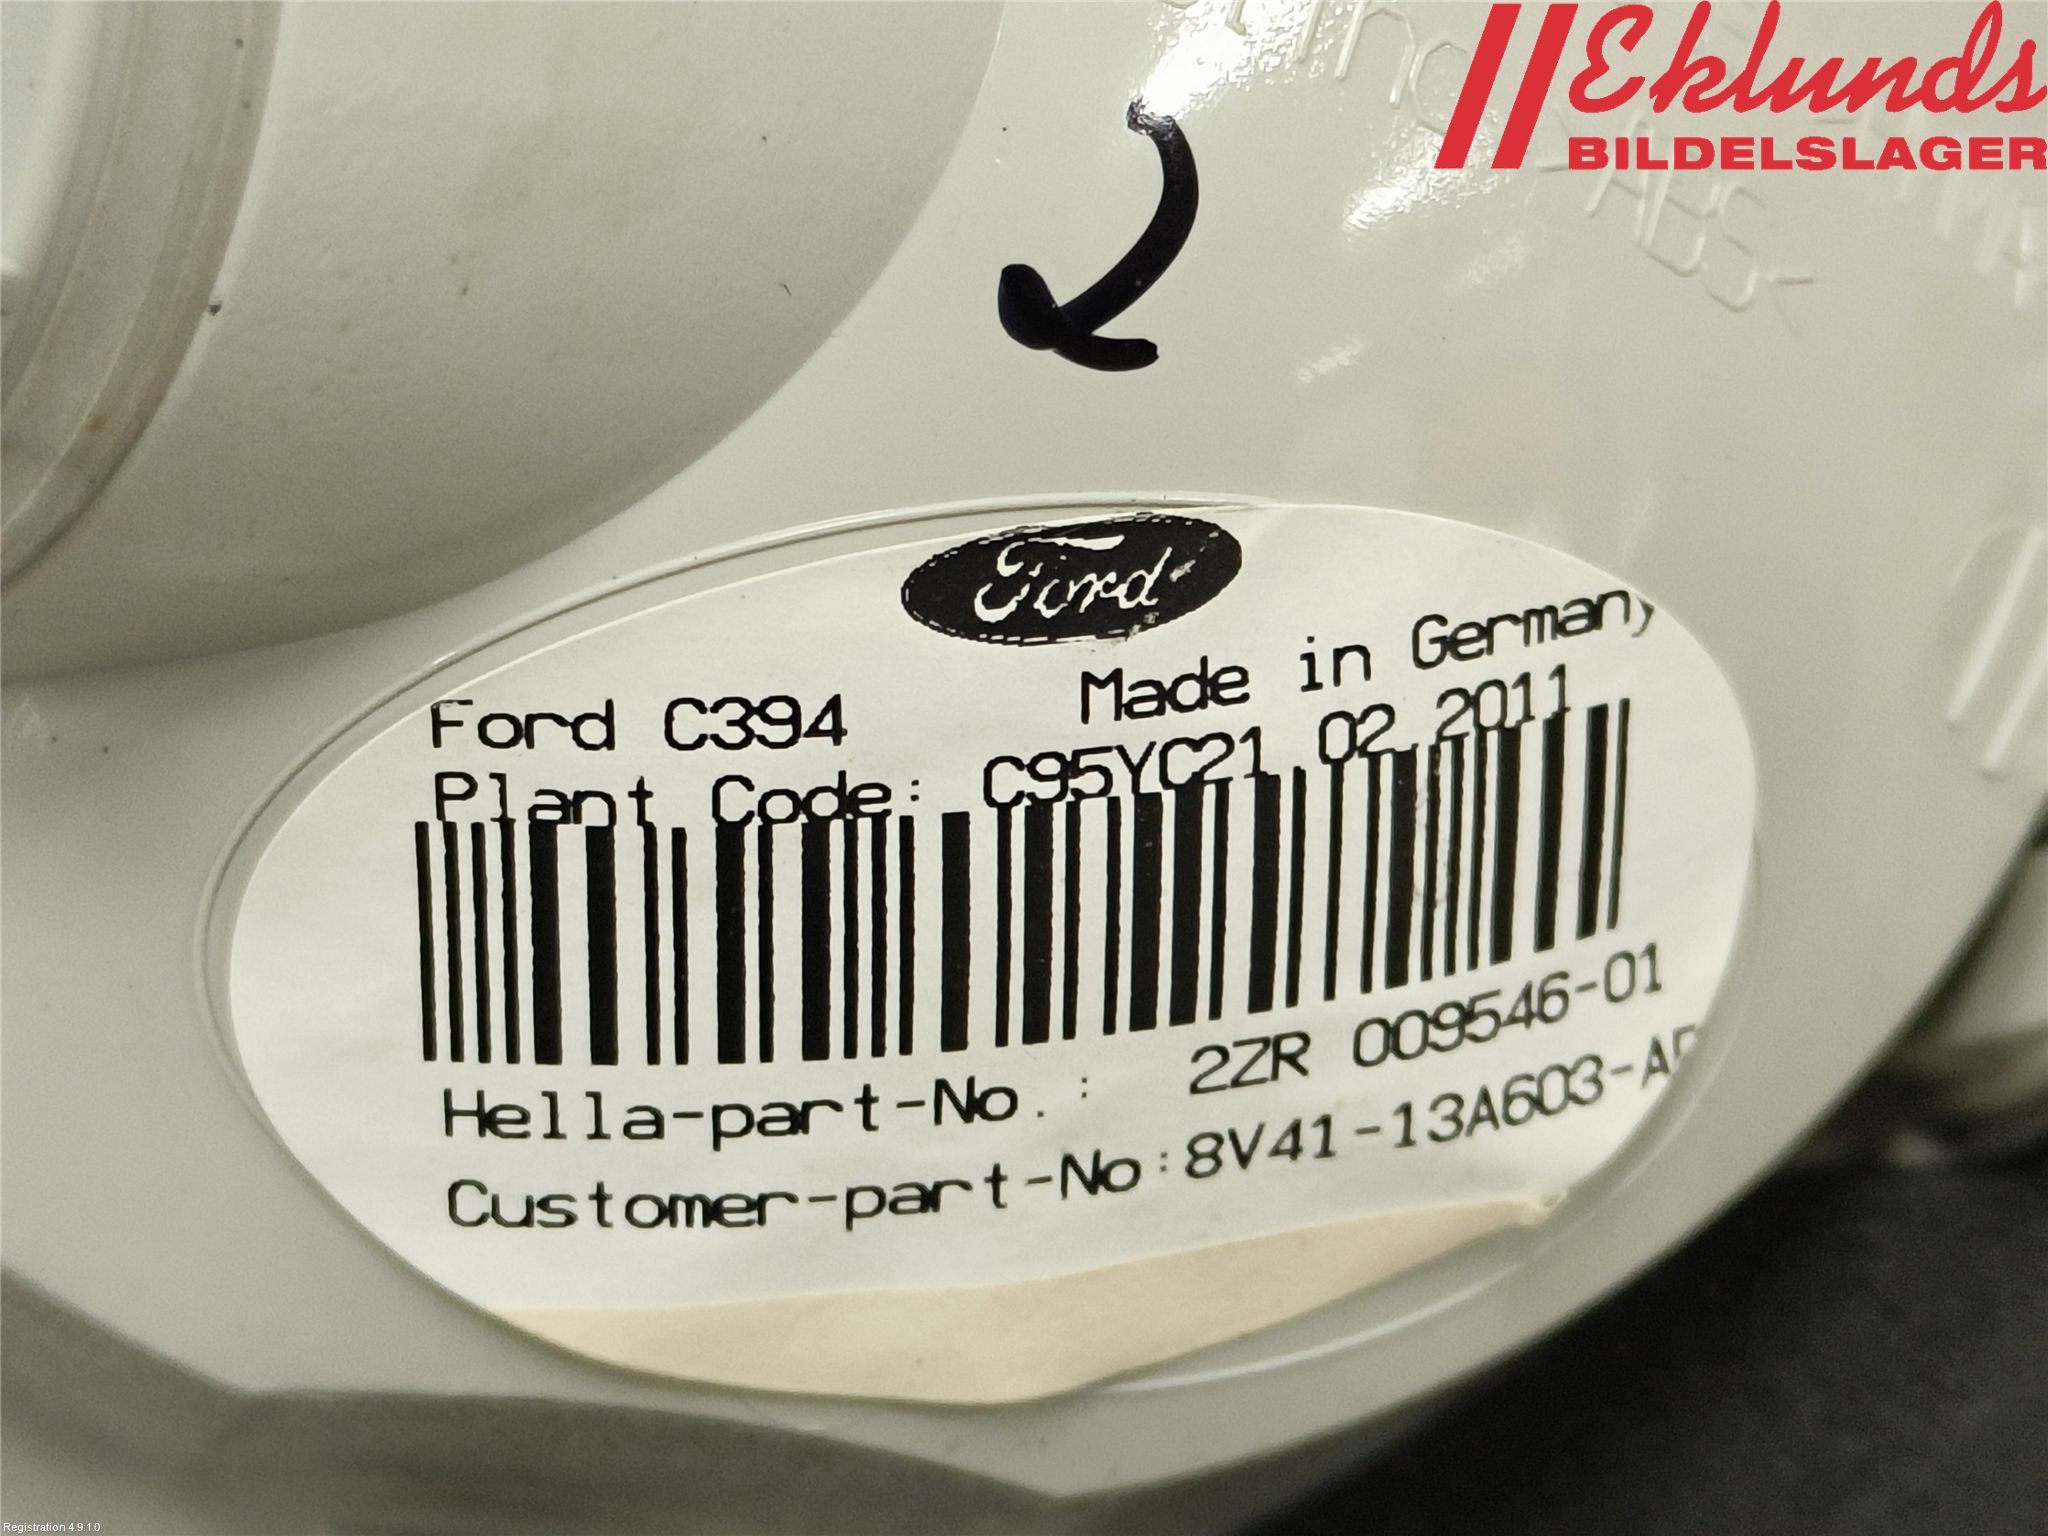 Eklunds
BILDELSLAGER
>ABS<
Ford
Made in Germany
Ford C394
Plant Code: C95YC21.02.2011
2ZR 009546-01
Hella-part-No.:
Customer-part-No:8V41-13A603-
Registration 4.9.1.0